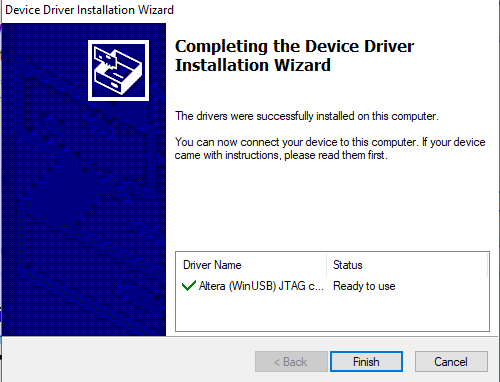 Device Driver Installation Wizard
Completing the Device Driver
Installation Wizard
The drivers were successfully installed on this computer.
You can now connect your device to this computer. If your device
came with instructions, please read them first.
Driver Name Status
Altera (WinUSB) JTAG c... Ready to use
< Back Finish Cancel